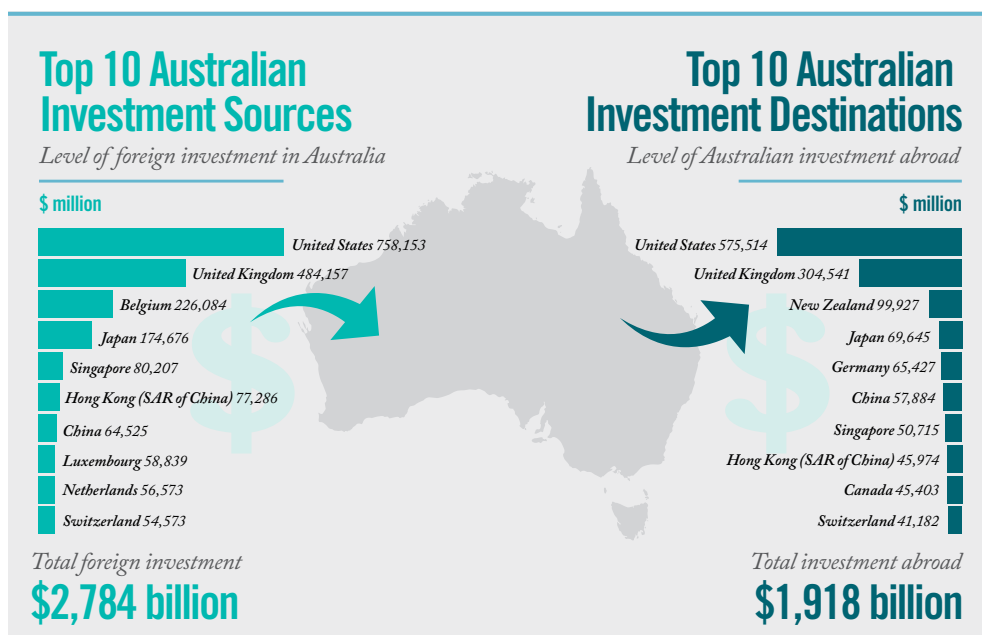 Top 10 Australian
Investment Sources
Level of foreign investment in Australia
$ million
United States 758,153
United Kingdom 484,157
Belgium 226,084
Japan 174,676
Singapore 80,207
Hong Kong (SAR of China) 77,286
China 64,525
Luxembourg 58,839
Netherlands 56,573
Switzerland 54,573
Total foreign investment
$2,784 billion
$
Top 10 Australian
Investment Destinations
Level of Australian investment abroad
$ million
United States 575,514
United Kingdom 304,541
New Zealand 99,927
Japan 69,645
Germany 65,427
China 57,884
Singapore 50,715
Hong Kong (SAR of China) 45,974
Canada 45,403
Switzerland 41,182
Total investment abroad
$1,918 billion
$